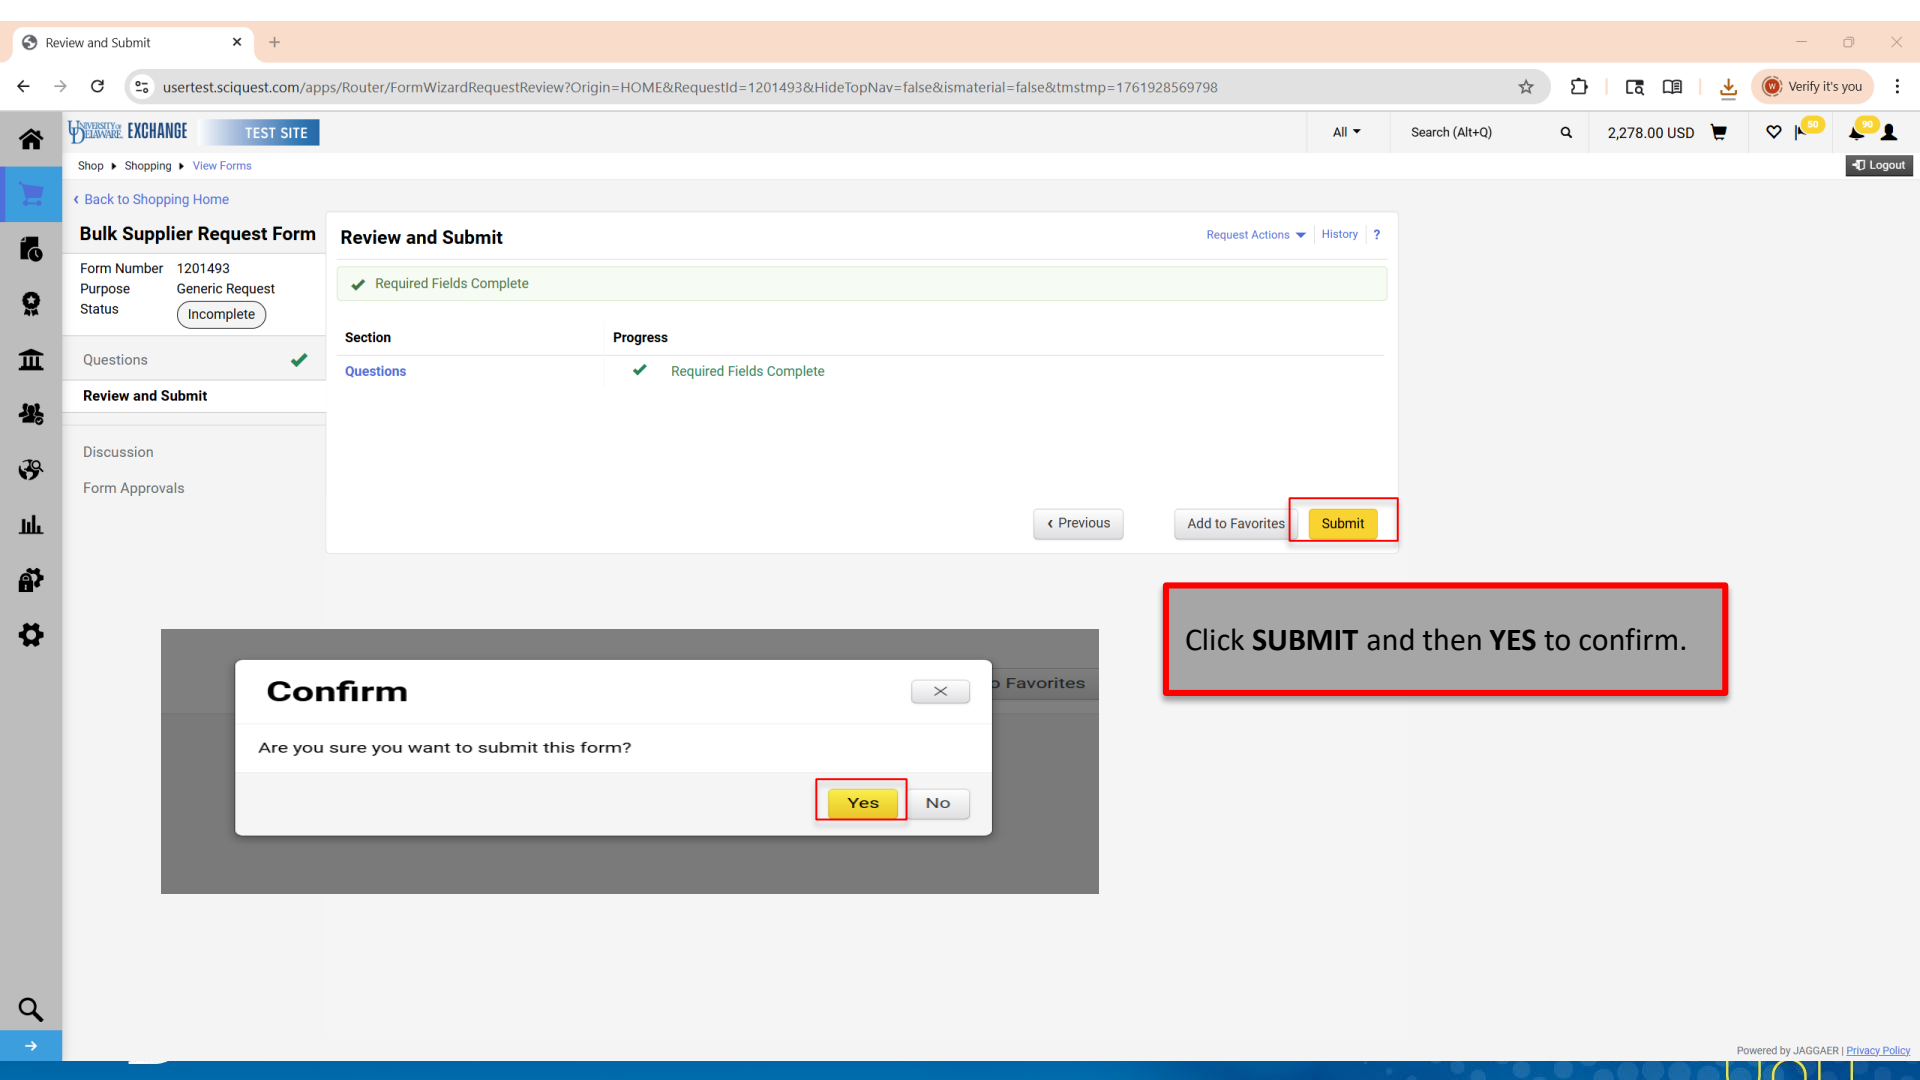 Review and Submit
usertest.sciquest.com/apps/Router/FormWizardRequestReview?Origin=HOME&RequestId=1201493&HideTopNav=false&ismaterial=false&tmstmp=1761928569798
Verify it's you
UNIVERSITY OF DELAWARE EXCHANGE TEST SITE
All
Search (Alt+Q)
2,278.00 USD
50
90
Shop Shopping View Forms
Logout
Back to Shopping Home
Bulk Supplier Request Form
Form Number 1201493
Purpose Generic Request
Status Incomplete
Questions
Review and Submit
Discussion
Form Approvals
Review and Submit
Request Actions History ?
Required Fields Complete
Section Progress
Questions Required Fields Complete
Previous
Add to Favorites
Submit
Click SUBMIT and then YES to confirm.
o Favorites
Confirm
Are you sure you want to submit this form?
Yes No
Powered by JAGGAER | Privacy Policy